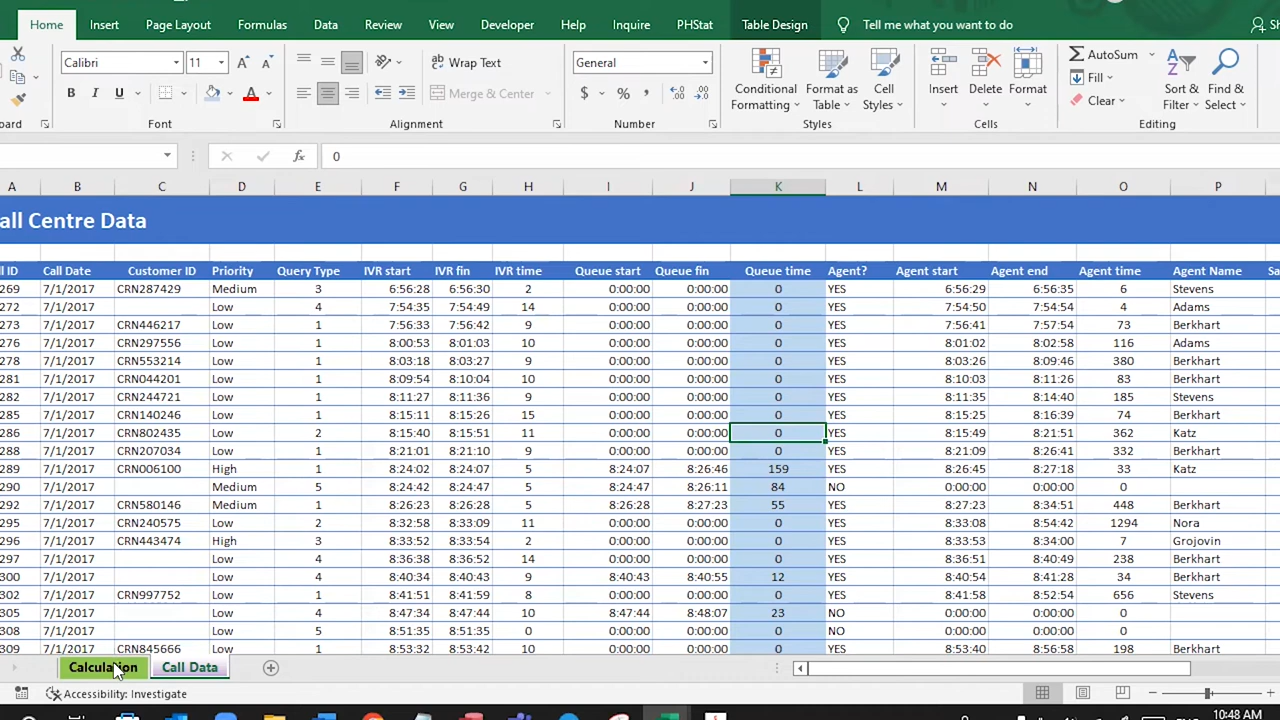 Home Insert Page Layout Formulas Data Review View Developer Help Inquire PHStat Table Design Tell me what you want to do
Calibri 11 Wrap Text General AutoSum
Fill
B I U A Merge & Center $ % Conditional Formatting Format as Table Cell Styles Insert Delete Format Clear Sort & Filter Find & Select
Font Alignment Number Styles Cells Editing
fx 0
A B C D E F G H I J K L M N O P
all Centre Data
ll ID Call Date Customer ID Priority Query Type IVR start IVR fin IVR time Queue start Queue fin Queue time Agent? Agent start Agent end Agent time Agent Name Sa
269 7/1/2017 CRN287429 Medium 3 6:56:28 6:56:30 2 0:00:00 0:00:00 0 YES 6:56:29 6:56:35 6 Stevens
272 7/1/2017 Low 4 7:54:35 7:54:49 14 0:00:00 0:00:00 0 YES 7:54:50 7:54:54 4 Adams
273 7/1/2017 CRN446217 Low 1 7:56:33 7:56:42 9 0:00:00 0:00:00 0 YES 7:56:41 7:57:54 73 Berkhart
276 7/1/2017 CRN297556 Low 1 8:00:53 8:01:03 10 0:00:00 0:00:00 0 YES 8:01:02 8:02:58 116 Adams
278 7/1/2017 CRN553214 Low 1 8:03:18 8:03:27 9 0:00:00 0:00:00 0 YES 8:03:26 8:09:46 380 Berkhart
281 7/1/2017 CRN044201 Low 1 8:09:54 8:10:04 10 0:00:00 0:00:00 0 YES 8:10:03 8:11:26 83 Berkhart
282 7/1/2017 CRN244721 Low 1 8:11:27 8:11:36 9 0:00:00 0:00:00 0 YES 8:11:35 8:14:40 185 Stevens
285 7/1/2017 CRN140246 Low 1 8:15:11 8:15:26 15 0:00:00 0:00:00 0 YES 8:15:25 8:16:39 74 Berkhart
286 7/1/2017 CRN802435 Low 2 8:15:40 8:15:51 11 0:00:00 0:00:00 0 YES 8:15:49 8:21:51 362 Katz
288 7/1/2017 CRN207034 Low 1 8:21:01 8:21:10 9 0:00:00 0:00:00 0 YES 8:21:09 8:26:41 332 Berkhart
289 7/1/2017 CRN006100 High 1 8:24:02 8:24:07 5 8:24:07 8:26:46 159 YES 8:26:45 8:27:18 33 Katz
290 7/1/2017 Medium 5 8:24:42 8:24:47 5 8:24:47 8:26:11 84 NO 0:00:00 0:00:00 0
292 7/1/2017 CRN580146 Medium 1 8:26:23 8:26:28 5 8:26:28 8:27:23 55 YES 8:27:23 8:34:51 448 Berkhart
295 7/1/2017 CRN240575 Low 2 8:32:58 8:33:09 11 0:00:00 0:00:00 0 YES 8:33:08 8:54:42 1294 Nora
296 7/1/2017 CRN443474 High 1 8:33:52 8:33:54 2 0:00:00 0:00:00 0 YES 8:33:53 8:34:00 7 Grojovin
297 7/1/2017 Low 4 8:36:38 8:36:52 14 0:00:00 0:00:00 0 YES 8:36:51 8:40:49 238 Berkhart
300 7/1/2017 Low 4 8:40:34 8:40:43 9 8:40:43 8:40:55 12 YES 8:40:54 8:41:28 34 Berkhart
302 7/1/2017 CRN997752 Low 1 8:41:51 8:41:59 8 0:00:00 0:00:00 0 YES 8:41:58 8:52:54 656 Stevens
305 7/1/2017 Low 4 8:47:34 8:47:44 10 8:47:44 8:48:07 23 NO 0:00:00 0:00:00 0
308 7/1/2017 Low 5 8:51:35 8:51:35 0 0:00:00 0:00:00 0 NO 0:00:00 0:00:00 0
309 7/1/2017 CRN845666 Low 1 8:53:32 8:53:42 10 0:00:00 0:00:00 0 YES 8:53:40 8:56:58 198 Berkhart
Calculation Call Data
Accessibility: Investigate
10:48 AM